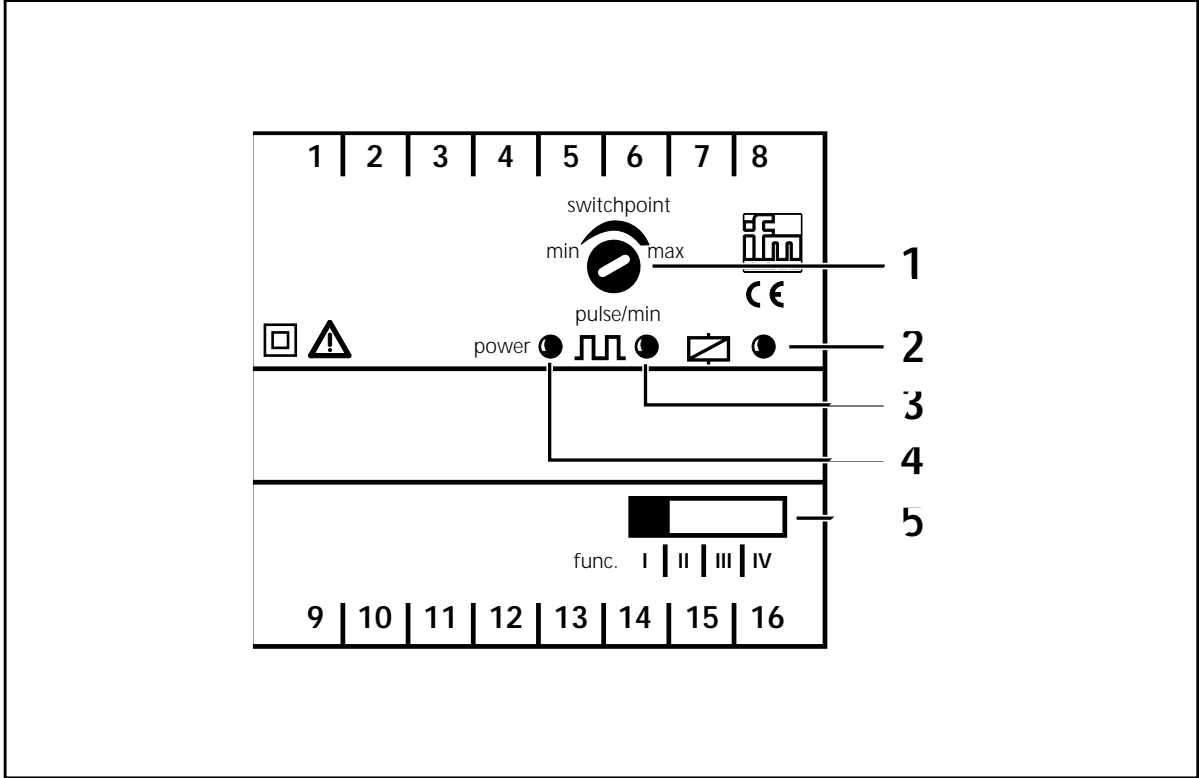 1 2 3 4 5 6 7 8
switchpoint
min max
ifm
1
CE
pulse/min
power
2
3
4
5
func. I II III IV
9 10 11 12 13 14 15 16